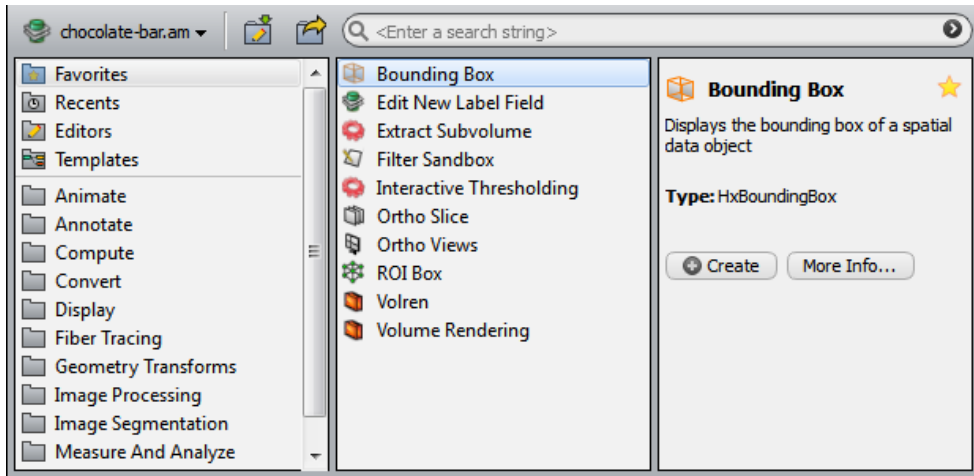 chocolate-bar.am
<Enter a search string>
Favorites
Recents
Editors
Templates
Animate
Annotate
Compute
Convert
Display
Fiber Tracing
Geometry Transforms
Image Processing
Image Segmentation
Measure And Analyze
Bounding Box
Edit New Label Field
Extract Subvolume
Filter Sandbox
Interactive Thresholding
Ortho Slice
Ortho Views
ROI Box
Volren
Volume Rendering
Bounding Box
Displays the bounding box of a spatial
data object
Type: HxBoundingBox
Create
More Info...